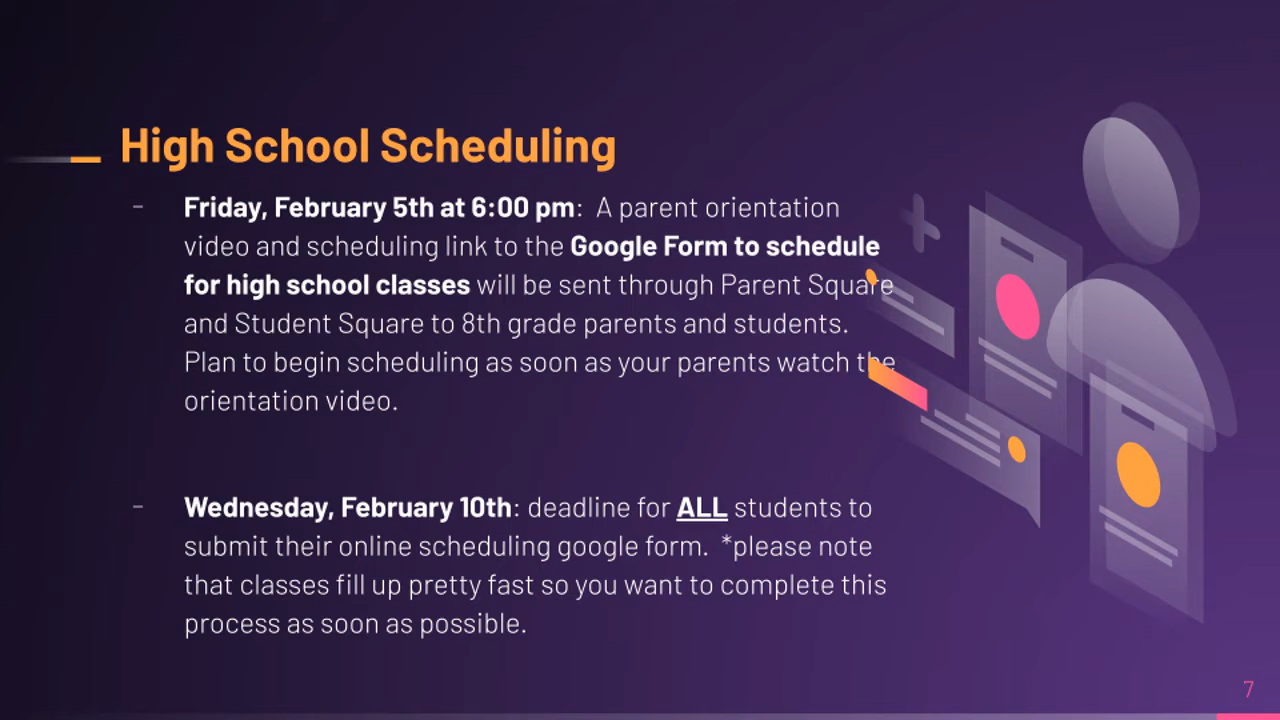 High School Scheduling
- Friday, February 5th at 6:00 pm:  A parent orientation
video and scheduling link to the Google Form to schedule
for high school classes will be sent through Parent Square
and Student Square to 8th grade parents and students.
Plan to begin scheduling as soon as your parents watch the
orientation video.
- Wednesday, February 10th: deadline for ALL students to
submit their online scheduling google form.  *please note
that classes fill up pretty fast so you want to complete this
process as soon as possible.
7